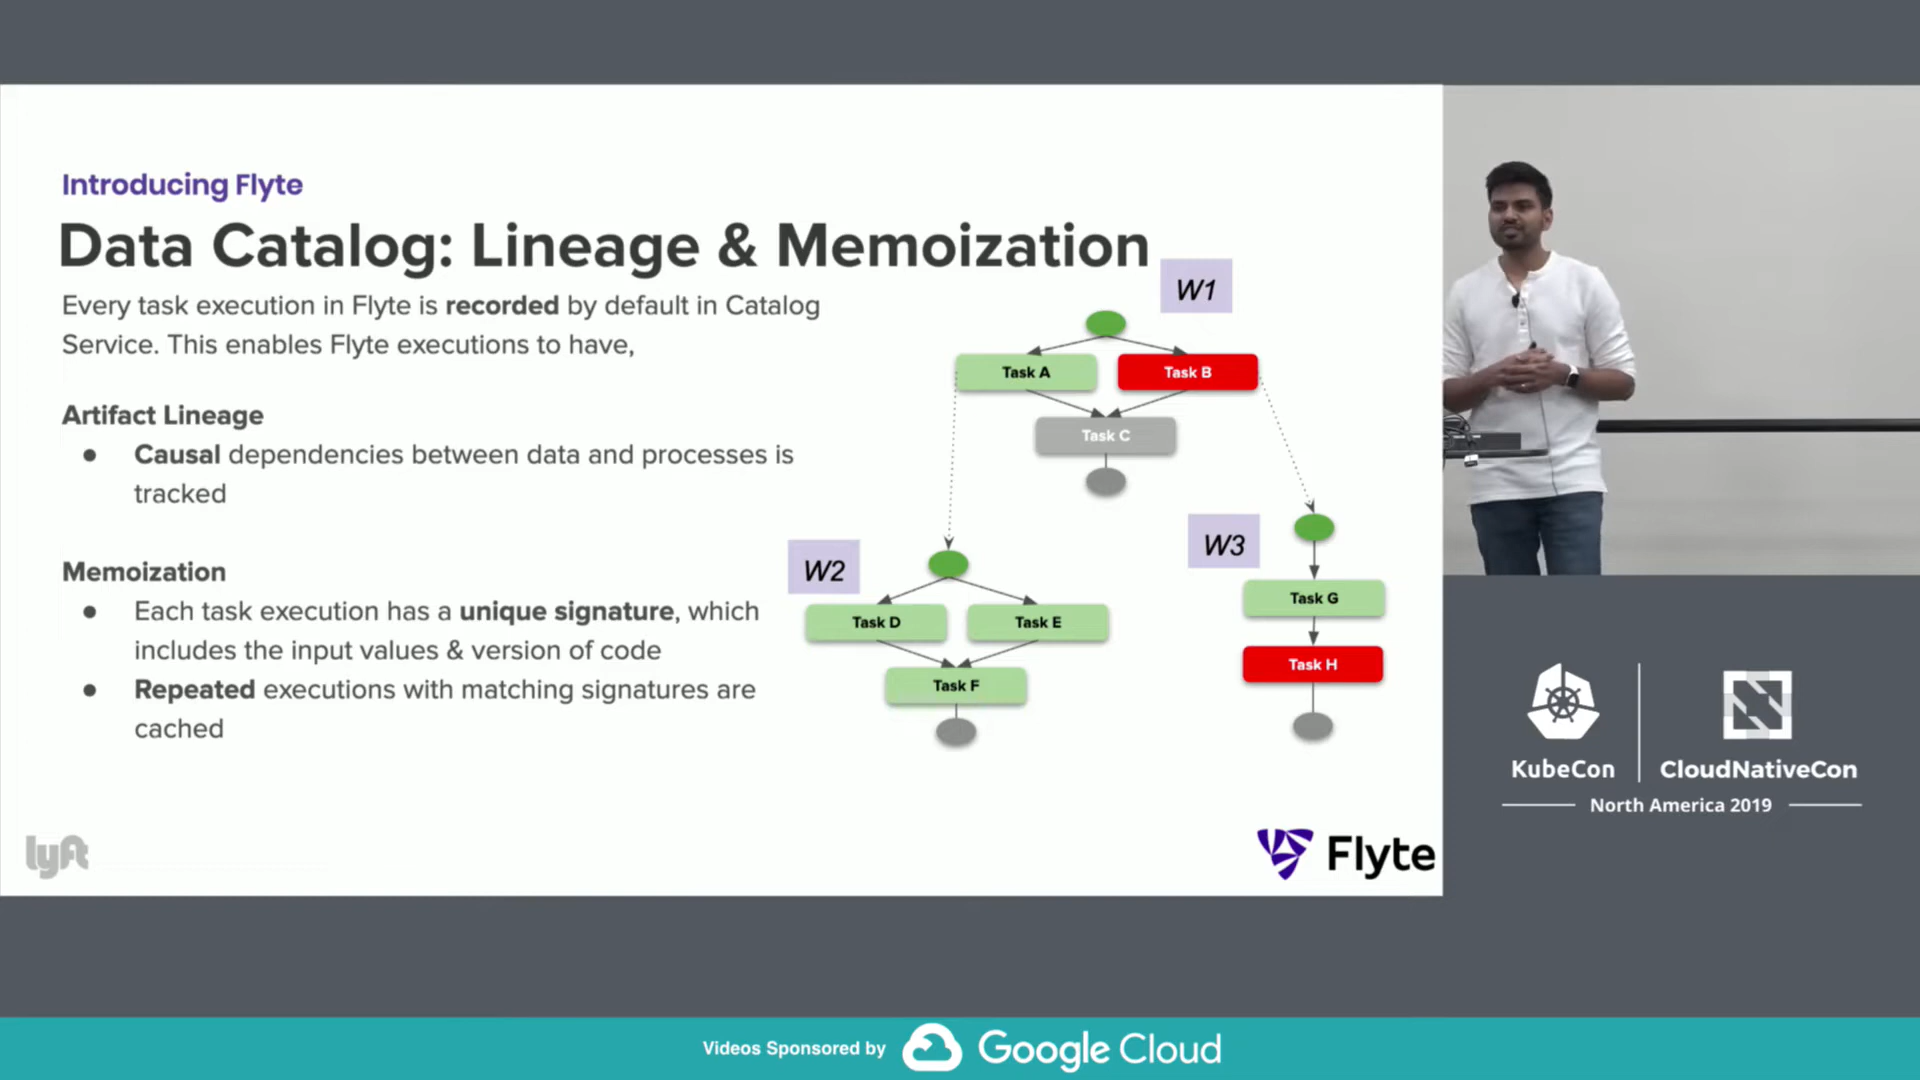 Introducing Flyte
Data Catalog: Lineage & Memoization
Every task execution in Flyte is recorded by default in Catalog
Service. This enables Flyte executions to have,
Artifact Lineage
● Causal dependencies between data and processes is
tracked
Memoization
● Each task execution has a unique signature, which
includes the input values & version of code
● Repeated executions with matching signatures are
cached
W1
Task A
Task B
Task C
W2
Task D
Task E
Task F
W3
Task G
Task H
lyft
Flyte
KubeCon
CloudNativeCon
North America 2019
Videos Sponsored by
Google Cloud